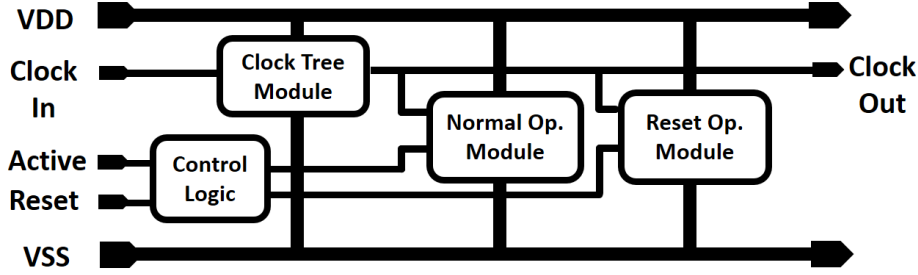 VDD
Clock
In
Clock Tree
Module
Clock
Out
Normal Op.
Module
Reset Op.
Module
Active
Reset
Control
Logic
VSS